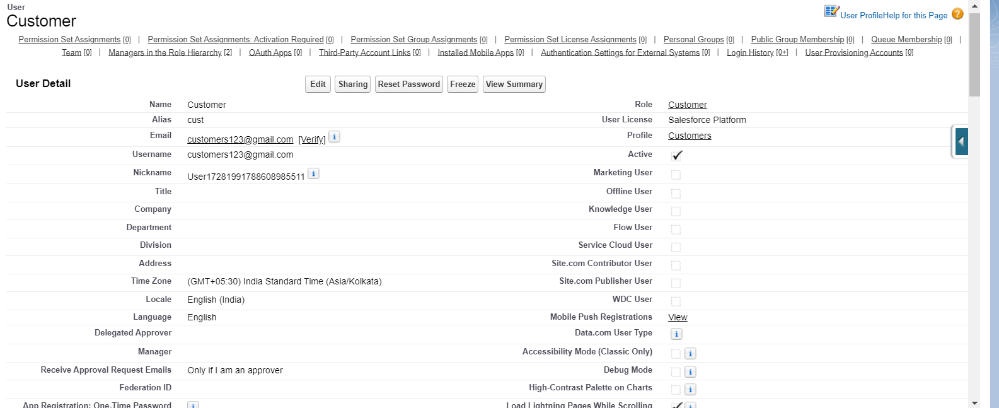 User
Customer
User Profile Help for this Page ?
Permission Set Assignments [0] | Permission Set Assignments: Activation Required [0] | Permission Set Group Assignments [0] | Permission Set License Assignments [0] | Personal Groups [0] | Public Group Membership [0] | Queue Membership [0] |
Team [0] | Managers in the Role Hierarchy [2] | OAuth Apps [0] | Third-Party Account Links [0] | Installed Mobile Apps [0] | Authentication Settings for External Systems [0] | Login History [0+] | User Provisioning Accounts [0]
User Detail Edit Sharing Reset Password Freeze View Summary
Name Customer Role Customer
Alias cust User License Salesforce Platform
Email customers123@gmail.com [Verify] i Profile Customers
Username customers123@gmail.com Active
Nickname User17281991788608985511 i Marketing User
Title Offline User
Company Knowledge User
Department Flow User
Division Service Cloud User
Address Site.com Contributor User
Time Zone (GMT+05:30) India Standard Time (Asia/Kolkata) Site.com Publisher User
Locale English (India) WDC User
Language English Mobile Push Registrations View
Delegated Approver Data.com User Type i
Manager Accessibility Mode (Classic Only) i
Receive Approval Request Emails Only if I am an approver Debug Mode i
Federation ID High-Contrast Palette on Charts i
App Registration: One-Time Password i Load Lightning Pages While Scrolling i